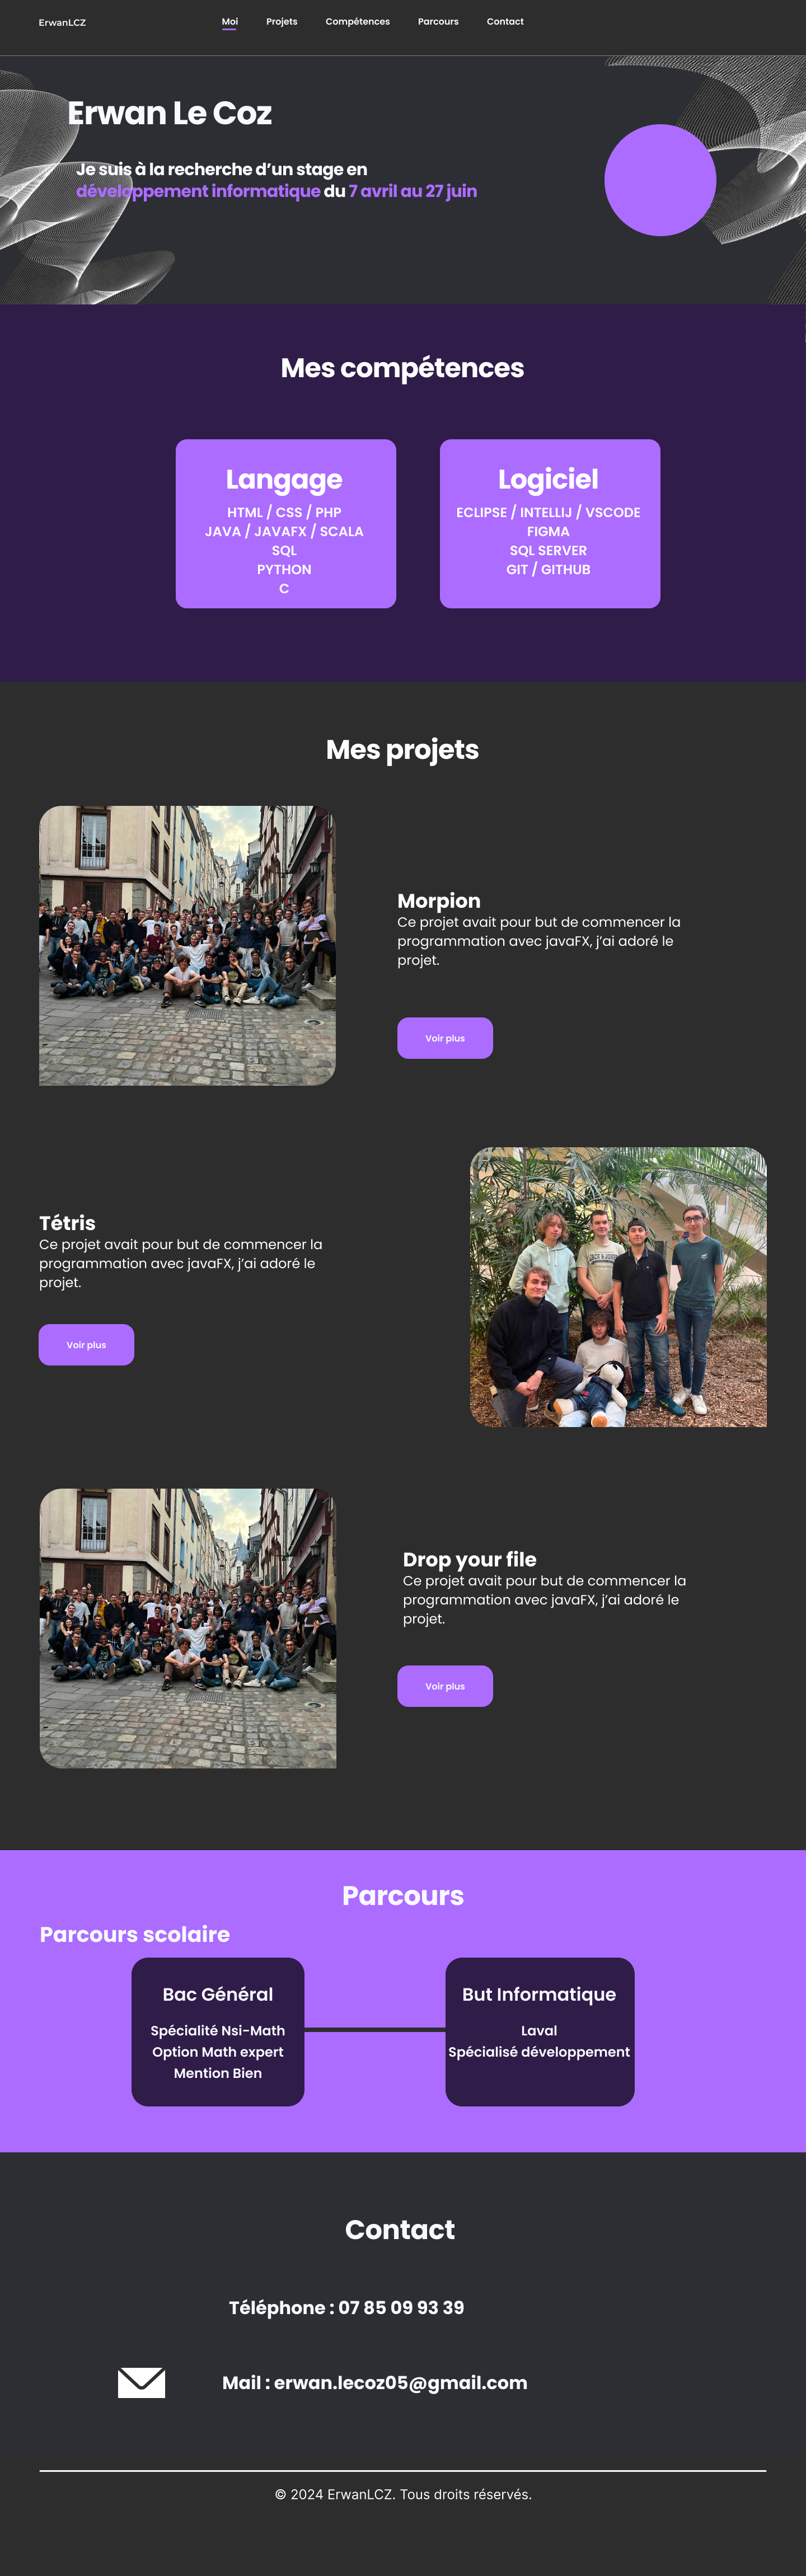 ErwanLCZ
Moi
Projets
Compétences
Parcours
Contact
Erwan Le Coz
Je suis à la recherche d’un stage en
développement informatique du 7 avril au 27 juin
Mes compétences
Langage
HTML / CSS / PHP
JAVA / JAVAFX / SCALA
SQL
PYTHON
C
Logiciel
ECLIPSE / INTELLIJ / VSCODE
FIGMA
SQL SERVER
GIT / GITHUB
Mes projets
Morpion
Ce projet avait pour but de commencer la
programmation avec javaFX, j’ai adoré le
projet.
Voir plus
Tétris
Ce projet avait pour but de commencer la
programmation avec javaFX, j’ai adoré le
projet.
Voir plus
Drop your file
Ce projet avait pour but de commencer la
programmation avec javaFX, j’ai adoré le
projet.
Voir plus
Parcours
Parcours scolaire
Bac Général
Spécialité Nsi-Math
Option Math expert
Mention Bien
But Informatique
Laval
Spécialisé développement
Contact
Téléphone : 07 85 09 93 39
Mail : erwan.lecoz05@gmail.com
© 2024 ErwanLCZ. Tous droits réservés.